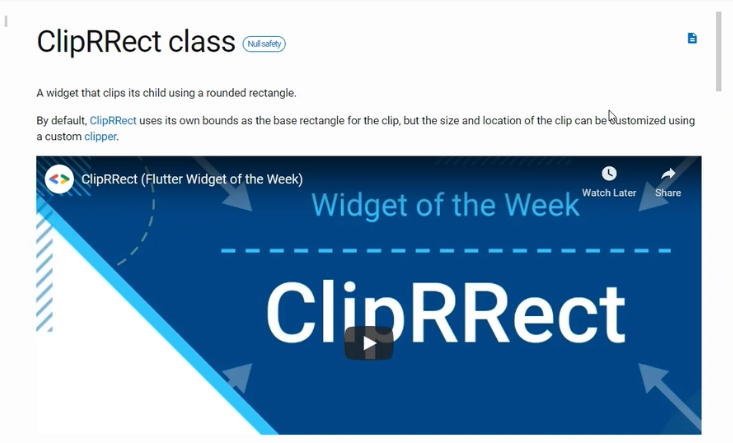 ClipRRect class Null safety
A widget that clips its child using a rounded rectangle.
By default, ClipRRect uses its own bounds as the base rectangle for the clip, but the size and location of the clip can be customized using
a custom clipper.
ClipRRect (Flutter Widget of the Week)
Watch Later Share
Widget of the Week
ClipRRect